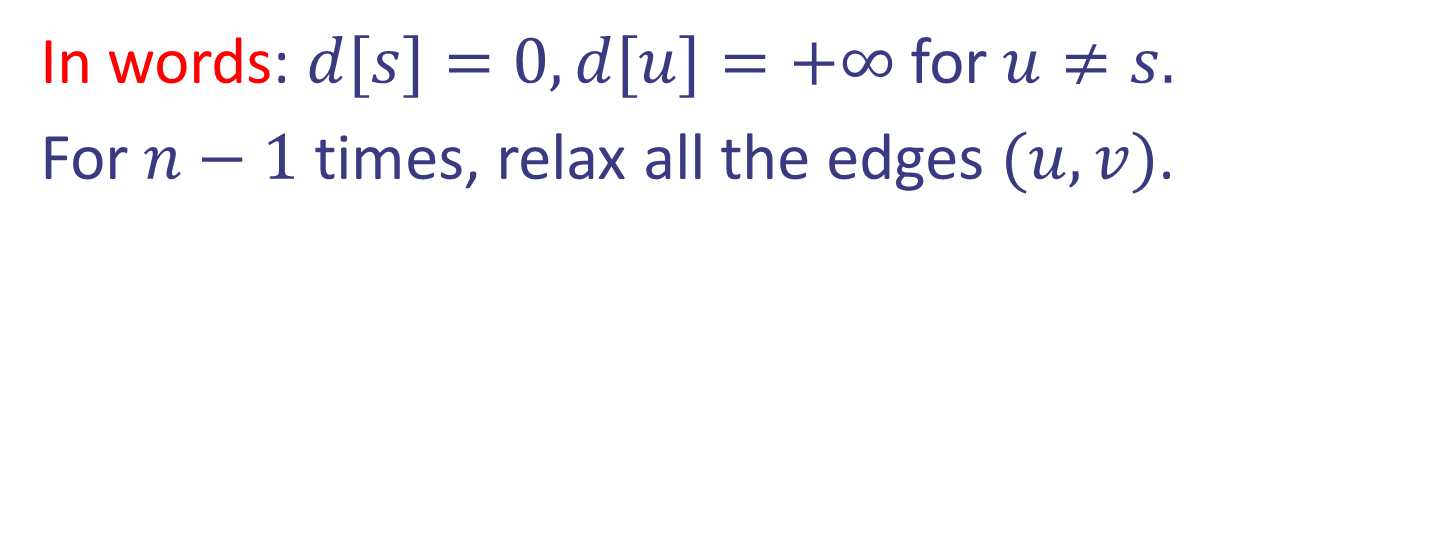 In words: 𝑑[𝑠] = 0, 𝑑[𝑢] = +∞ for 𝑢 ≠ 𝑠.
For 𝑛 − 1 times, relax all the edges (𝑢, 𝑣).